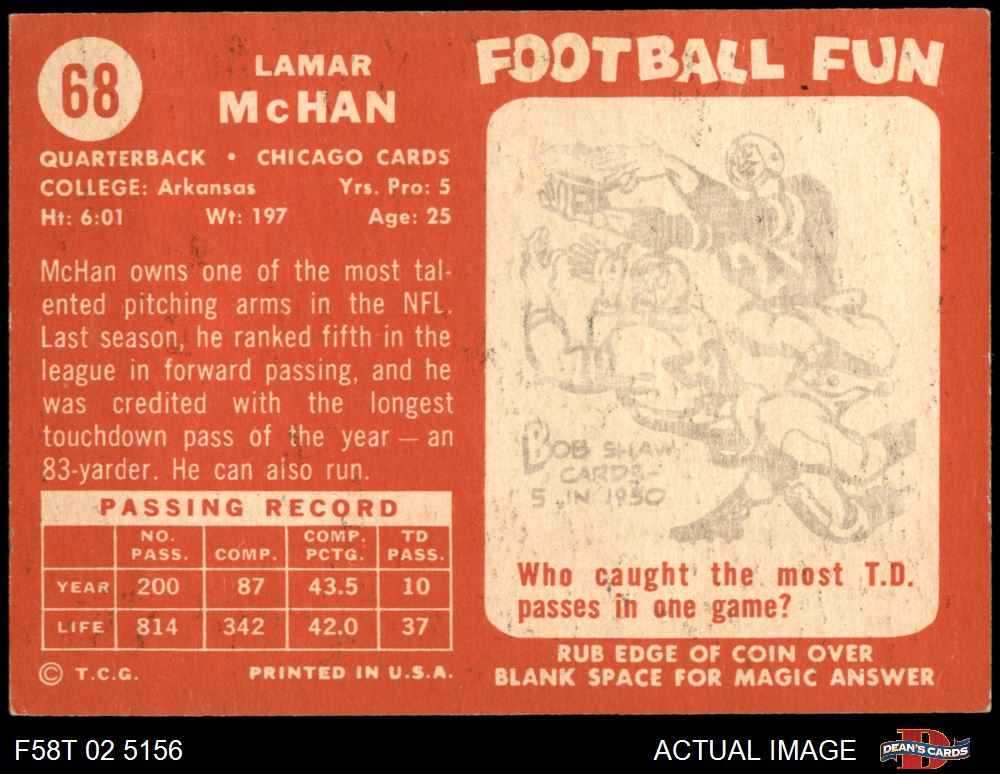 68
LAMAR
McHAN
QUARTERBACK • CHICAGO CARDS
COLLEGE: Arkansas Yrs. Pro: 5
Ht: 6:01 Wt: 197 Age: 25
McHan owns one of the most tal-
ented pitching arms in the NFL.
Last season, he ranked fifth in the
league in forward passing, and he
was credited with the longest
touchdown pass of the year — an
83-yarder. He can also run.
PASSING RECORD
NO. PASS. COMP. COMP. PCTG. TD PASS.
YEAR 200 87 43.5 10
LIFE 814 342 42.0 37
© T.C.G. PRINTED IN U.S.A.
FOOTBALL FUN
BOB SHAW
CARDS-
5 IN 1950
Who caught the most T.D.
passes in one game?
RUB EDGE OF COIN OVER
BLANK SPACE FOR MAGIC ANSWER
F58T 02 5156 ACTUAL IMAGE DEAN'S CARDS